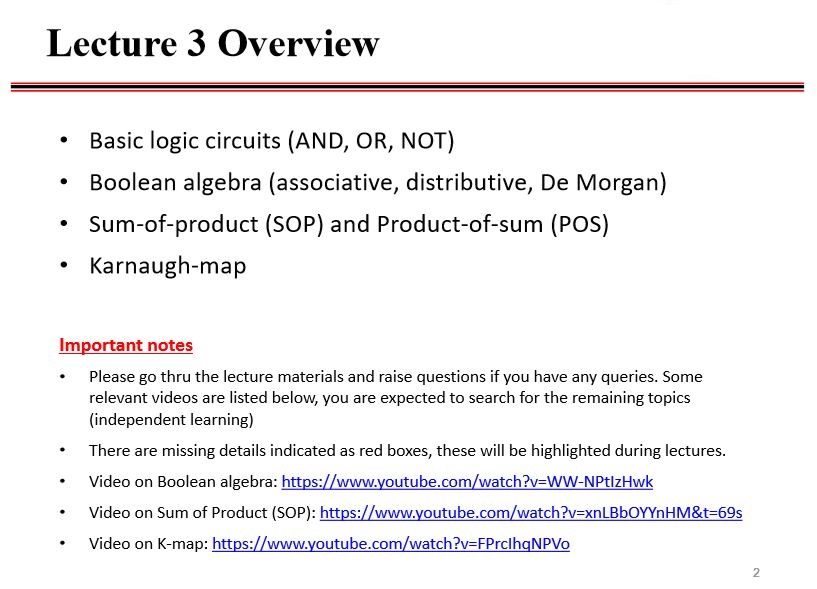 Lecture 3 Overview
• Basic logic circuits (AND, OR, NOT)
• Boolean algebra (associative, distributive, De Morgan)
• Sum-of-product (SOP) and Product-of-sum (POS)
• Karnaugh-map
Important notes
• Please go thru the lecture materials and raise questions if you have any queries. Some
relevant videos are listed below, you are expected to search for the remaining topics
(independent learning)
• There are missing details indicated as red boxes, these will be highlighted during lectures.
• Video on Boolean algebra: https://www.youtube.com/watch?v=WW-NPtIzHwk
• Video on Sum of Product (SOP): https://www.youtube.com/watch?v=xnLBbOYYnHM&t=69s
• Video on K-map: https://www.youtube.com/watch?v=FPrcIhqNPVo
2